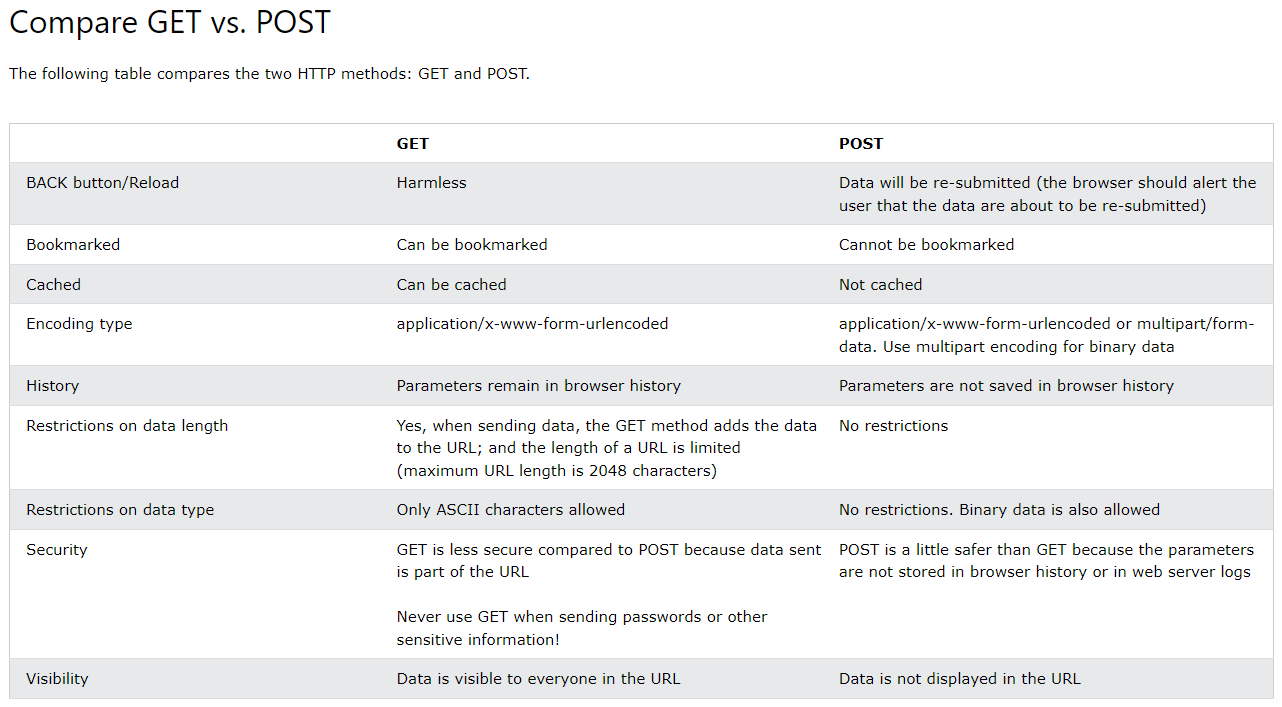 Compare GET vs. POST
The following table compares the two HTTP methods: GET and POST.
GET POST
BACK button/Reload Harmless Data will be re-submitted (the browser should alert the
user that the data are about to be re-submitted)
Bookmarked Can be bookmarked Cannot be bookmarked
Cached Can be cached Not cached
Encoding type application/x-www-form-urlencoded application/x-www-form-urlencoded or multipart/form-
data. Use multipart encoding for binary data
History Parameters remain in browser history Parameters are not saved in browser history
Restrictions on data length Yes, when sending data, the GET method adds the data No restrictions
to the URL; and the length of a URL is limited
(maximum URL length is 2048 characters)
Restrictions on data type Only ASCII characters allowed No restrictions. Binary data is also allowed
Security GET is less secure compared to POST because data sent POST is a little safer than GET because the parameters
is part of the URL are not stored in browser history or in web server logs
Never use GET when sending passwords or other
sensitive information!
Visibility Data is visible to everyone in the URL Data is not displayed in the URL